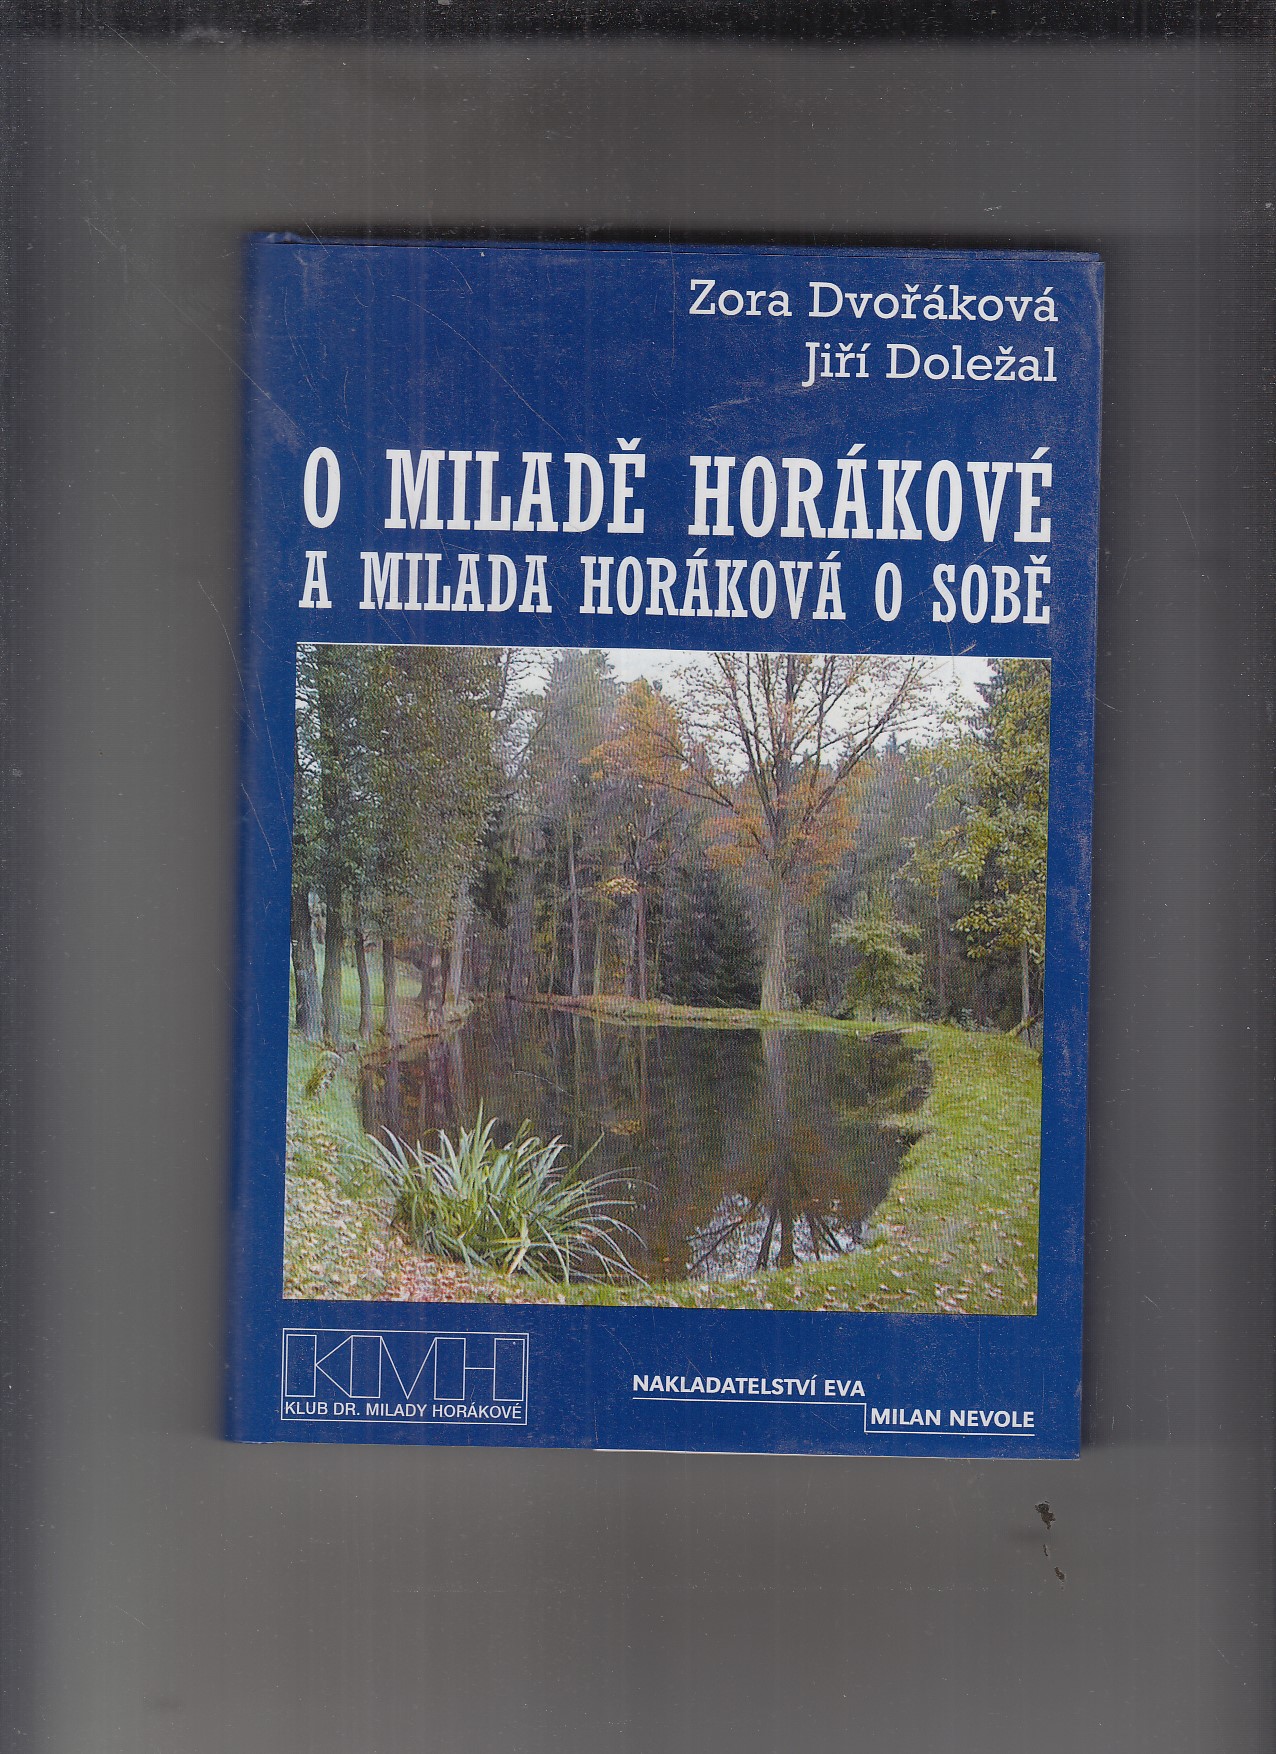 Zora Dvořáková
Jiří Doležal
O MILADĚ HORÁKOVÉ
A MILADA HORÁKOVÁ O SOBĚ
KMH
KLUB DR. MILADY HORÁKOVÉ
NAKLADATELSTVÍ EVA
MILAN NEVOLE